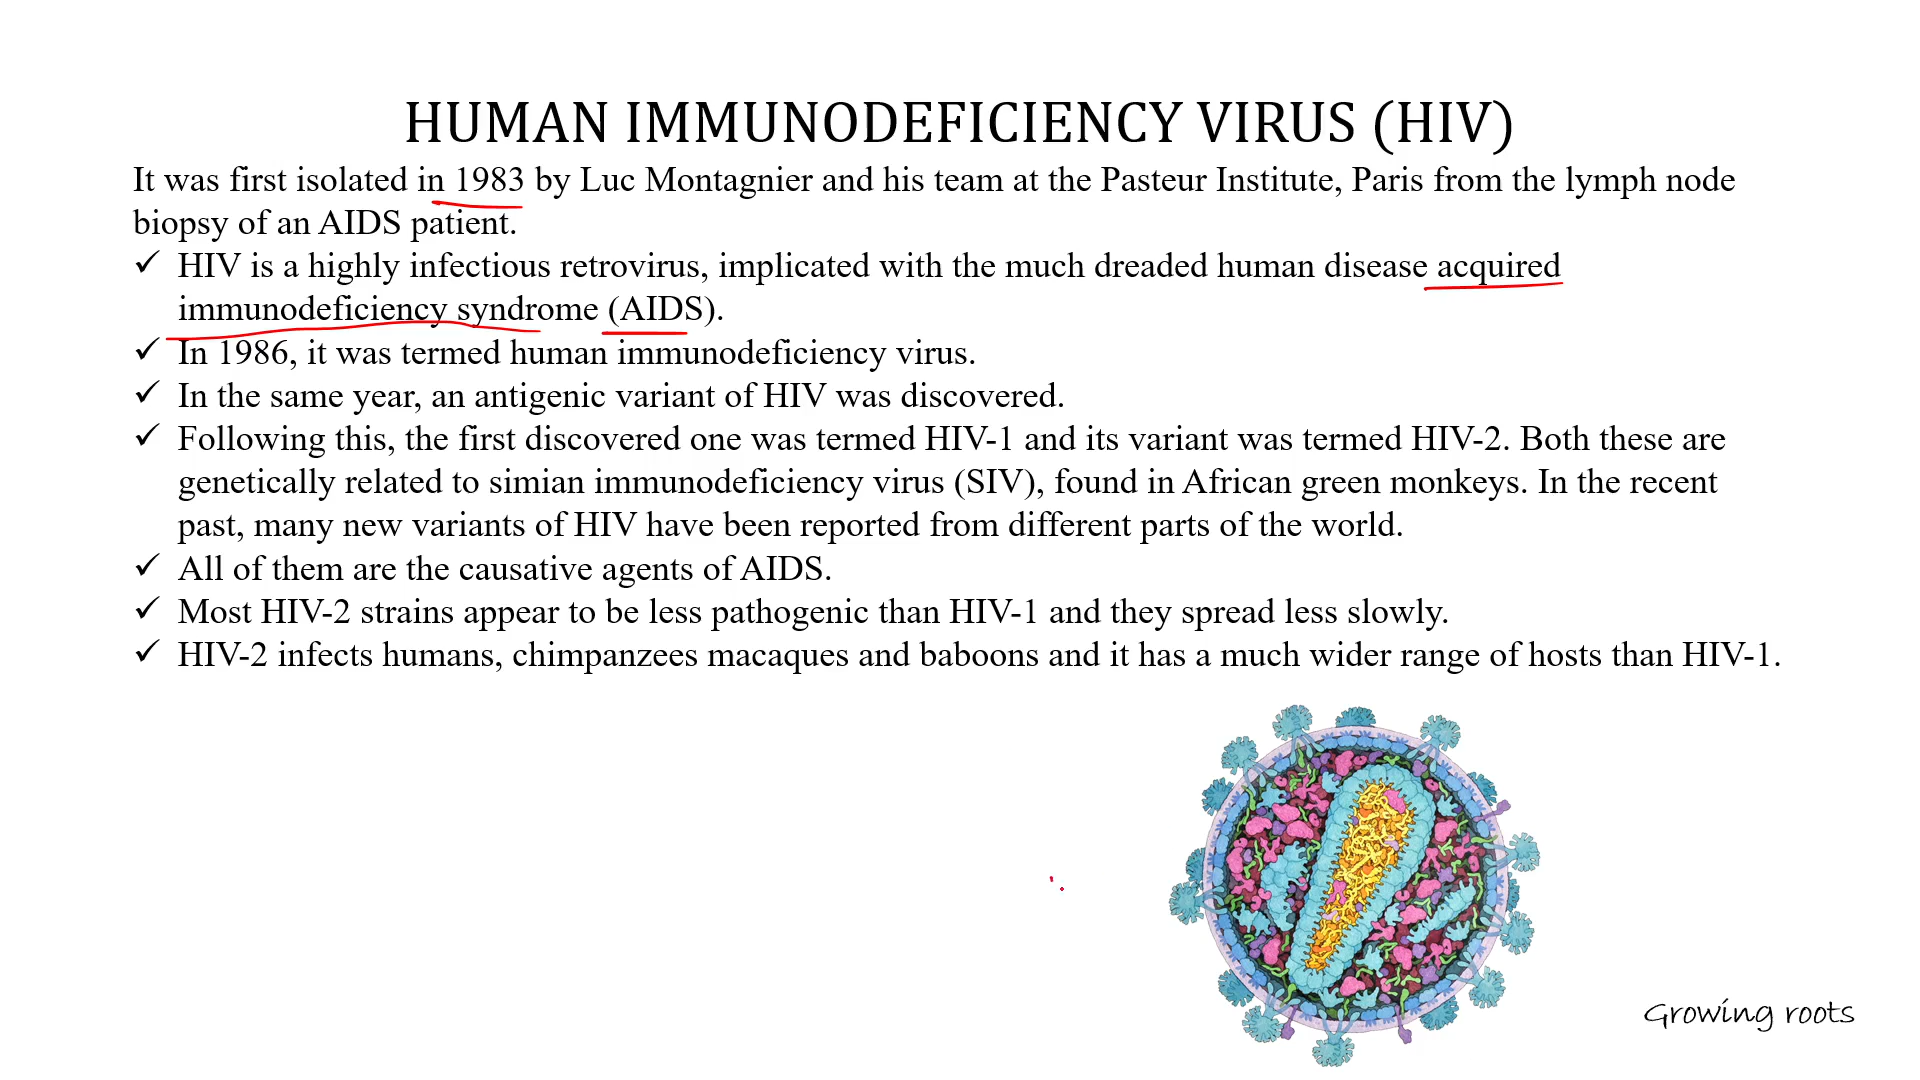 HUMAN IMMUNODEFICIENCY VIRUS (HIV)
It was first isolated in 1983 by Luc Montagnier and his team at the Pasteur Institute, Paris from the lymph node
biopsy of an AIDS patient.
✓ HIV is a highly infectious retrovirus, implicated with the much dreaded human disease acquired
immunodeficiency syndrome (AIDS).
✓ In 1986, it was termed human immunodeficiency virus.
✓ In the same year, an antigenic variant of HIV was discovered.
✓ Following this, the first discovered one was termed HIV-1 and its variant was termed HIV-2. Both these are
genetically related to simian immunodeficiency virus (SIV), found in African green monkeys. In the recent
past, many new variants of HIV have been reported from different parts of the world.
✓ All of them are the causative agents of AIDS.
✓ Most HIV-2 strains appear to be less pathogenic than HIV-1 and they spread less slowly.
✓ HIV-2 infects humans, chimpanzees macaques and baboons and it has a much wider range of hosts than HIV-1.
Growing roots